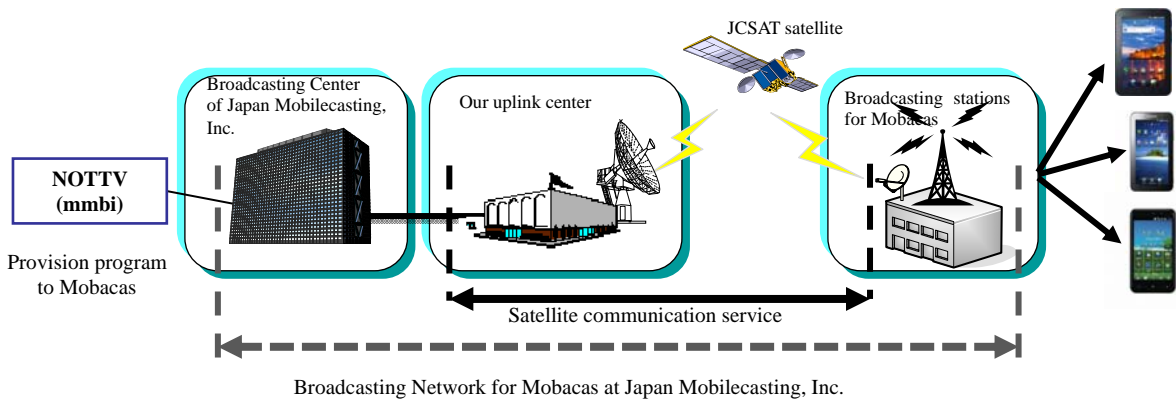 JCSAT satellite
Broadcasting Center
of Japan Mobilecasting,
Inc.
Our uplink center
Broadcasting stations
for Mobacas
NOTTV
(mmbi)
Provision program
to Mobacas
Satellite communication service
Broadcasting Network for Mobacas at Japan Mobilecasting, Inc.